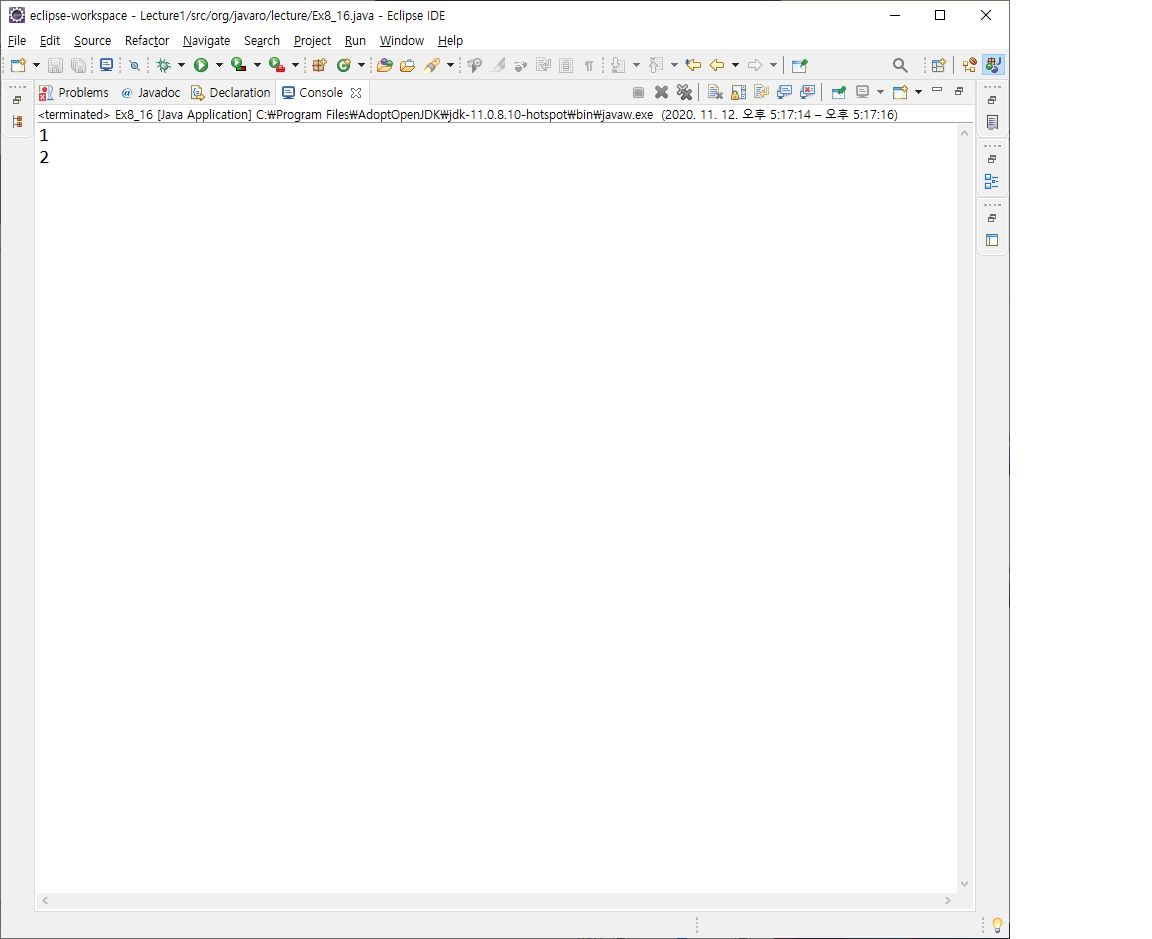 eclipse-workspace - Lecture1/src/org/javaro/lecture/Ex8_16.java - Eclipse IDE
File Edit Source Refactor Navigate Search Project Run Window Help
Problems @ Javadoc Declaration Console
<terminated> Ex8_16 [Java Application] C:₩Program Files₩AdoptOpenJDK₩jdk-11.0.8.10-hotspot₩bin₩javaw.exe (2020. 11. 12. 오후 5:17:14 – 오후 5:17:16)
1
2